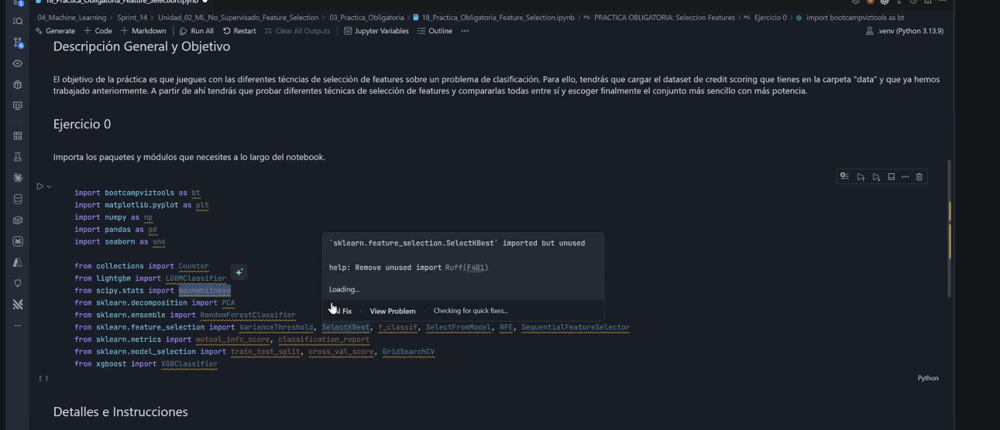 18_Practica_Obligatoria_Feature_Selection.ipynb
04_Machine_Learning > Sprint_14 > Unidad_02_ML_No_Supervisado_Feature_Selection > 03_Practica_Obligatoria > 18_Practica_Obligatoria_Feature_Selection.ipynb > M↓ PRACTICA OBLIGATORIA: Seleccion Features > M↓ Ejercicio 0 > import bootcampviztools as bt
Generate + Code + Markdown Run All Restart Clear All Outputs Jupyter Variables Outline ... .venv (Python 3.13.9)
Descripción General y Objetivo
El objetivo de la práctica es que juegues con las diferentes técncias de selección de features sobre un problema de clasificación. Para ello, tendrás que cargar el dataset de credit scoring que tienes en la carpeta "data" y que ya hemos
trabajado anteriormente. A partir de ahí tendrás que probar diferentes técnicas de selección de features y compararlas todas entre sí y escoger finalmente el conjunto más sencillo con más potencia.
Ejercicio 0
Importa los paquetes y módulos que necesites a lo largo del notebook.
import bootcampviztools as bt
import matplotlib.pyplot as plt
import numpy as np
import pandas as pd
import seaborn as sns
`sklearn.feature_selection.SelectKBest` imported but unused
help: Remove unused import Ruff(F401)
Loading...
Fix View Problem Checking for quick fixes...
from collections import Counter
from lightgbm import LGBMClassifier
from scipy.stats import mannwhitneyu
from sklearn.decomposition import PCA
from sklearn.ensemble import RandomForestClassifier
from sklearn.feature_selection import VarianceThreshold, SelectKBest, f_classif, SelectFromModel, RFE, SequentialFeatureSelector
from sklearn.metrics import mutual_info_score, classification_report
from sklearn.model_selection import train_test_split, cross_val_score, GridSearchCV
from xgboost import XGBClassifier
[ ] Python
Detalles e Instrucciones